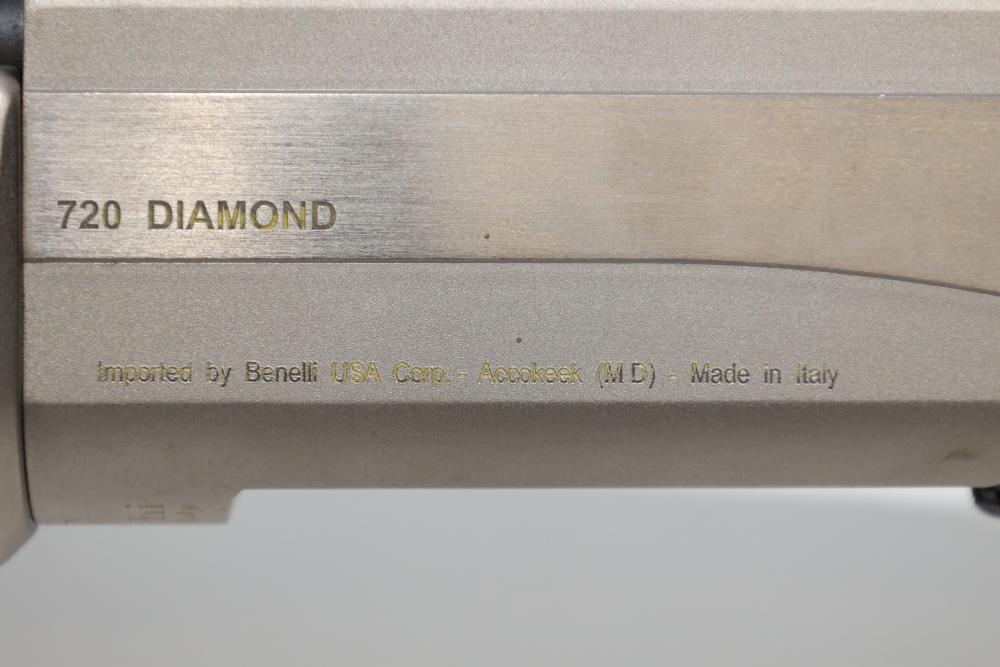 720 DIAMOND
Imported by Benelli USA Corp. - Accokeek (MD) - Made in Italy